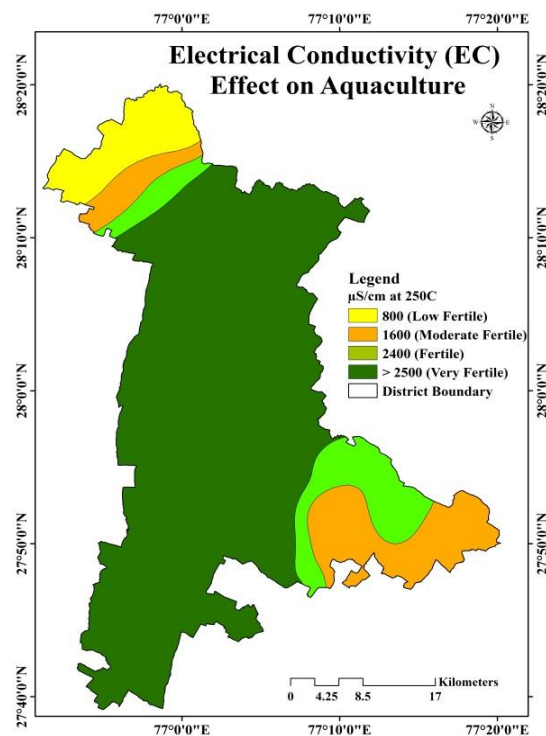 77°0'0"E 77°10'0"E 77°20'0"E
Electrical Conductivity (EC)
Effect on Aquaculture
N
W E
S
28°20'0"N
28°20'0"N
28°10'0"N
28°10'0"N
Legend
µS/cm at 250C
800 (Low Fertile)
1600 (Moderate Fertile)
2400 (Fertile)
> 2500 (Very Fertile)
District Boundary
28°0'0"N
28°0'0"N
27°50'0"N
27°50'0"N
Kilometers
0 4.25 8.5 17
27°40'0"N
27°40'0"N
77°0'0"E 77°10'0"E 77°20'0"E